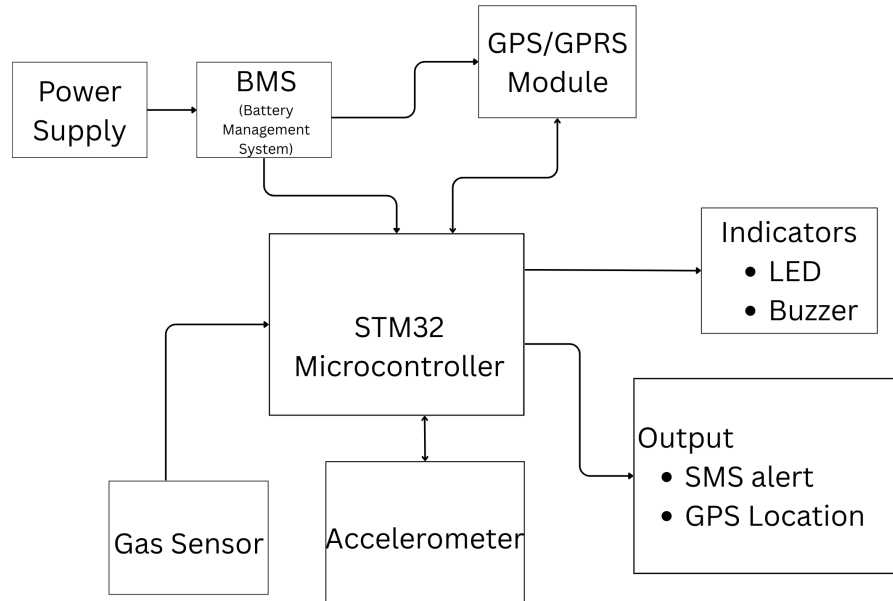 GPS/GPRS
Module
Power
Supply
BMS
(Battery
Management
System)
Indicators
• LED
• Buzzer
STM32
Microcontroller
Output
• SMS alert
• GPS Location
Gas Sensor
Accelerometer